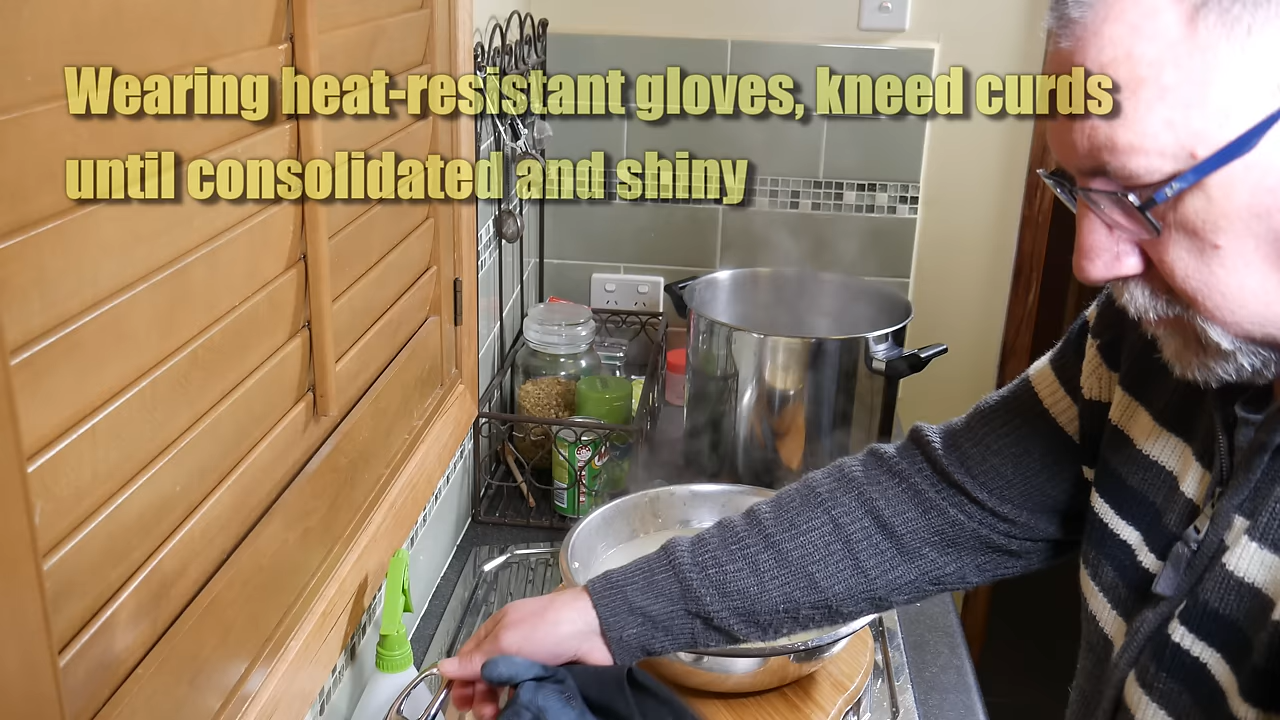 Wearing heat-resistant gloves, kneed curds
until consolidated and shiny